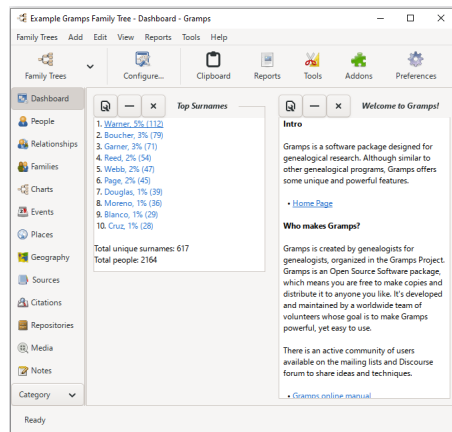 Example Gramps Family Tree - Dashboard - Gramps
Family Trees Add Edit View Reports Tools Help
Family Trees Configure... Clipboard Reports Tools Addons Preferences
Dashboard
People
Relationships
Families
Charts
Events
Places
Geography
Sources
Citations
Repositories
Media
Notes
Category
Top Surnames
1. Warner, 5% (112)
2. Boucher, 3% (79)
3. Garner, 3% (71)
4. Reed, 2% (54)
5. Webb, 2% (47)
6. Page, 2% (45)
7. Douglas, 1% (39)
8. Moreno, 1% (36)
9. Blanco, 1% (29)
10. Cruz, 1% (28)
Total unique surnames: 617
Total people: 2164
Welcome to Gramps!
Intro
Gramps is a software package designed for
genealogical research. Although similar to
other genealogical programs, Gramps offers
some unique and powerful features.
• Home Page
Who makes Gramps?
Gramps is created by genealogists for
genealogists, organized in the Gramps Project.
Gramps is an Open Source Software package,
which means you are free to make copies and
distribute it to anyone you like. It's developed
and maintained by a worldwide team of
volunteers whose goal is to make Gramps
powerful, yet easy to use.
There is an active community of users
available on the mailing lists and Discourse
forum to share ideas and techniques.
• Gramps online manual
Ready